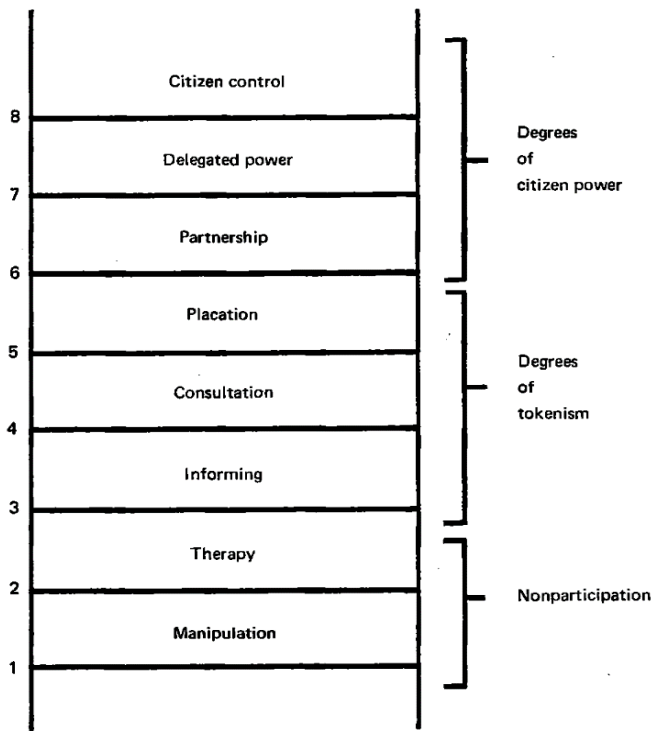 Citizen control
8
Delegated power
7
Partnership
6
Placation
5
Consultation
4
Informing
3
Therapy
2
Manipulation
1
Degrees
of
citizen power
Degrees
of
tokenism
Nonparticipation